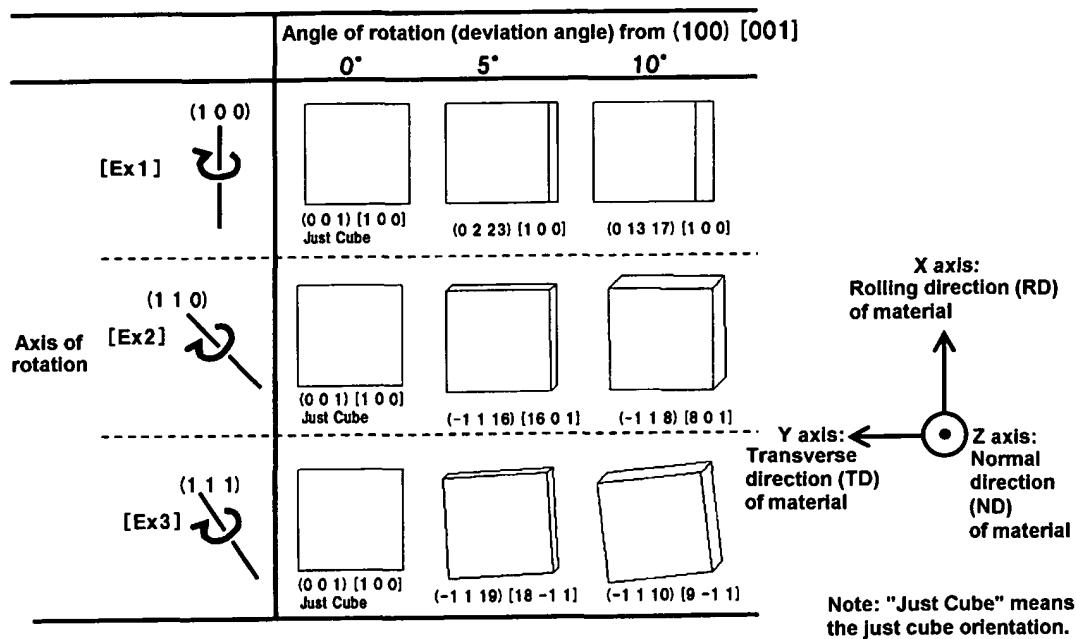 Angle of rotation (deviation angle) from (100) [001]
0° 5° 10°
(1 0 0)
[Ex1]
(0 0 1) [1 0 0]
Just Cube
(0 2 23) [1 0 0]
(0 13 17) [1 0 0]
Axis of
rotation
(1 1 0)
[Ex2]
(0 0 1) [1 0 0]
Just Cube
(-1 1 16) [16 0 1]
(-1 1 8) [8 0 1]
(1 1 1)
[Ex3]
(0 0 1) [1 0 0]
Just Cube
(-1 1 19) [18 -1 1]
(-1 1 10) [9 -1 1]
X axis:
Rolling direction (RD)
of material
Y axis:
Transverse
direction (TD)
of material
Z axis:
Normal
direction
(ND)
of material
Note: "Just Cube" means
the just cube orientation.